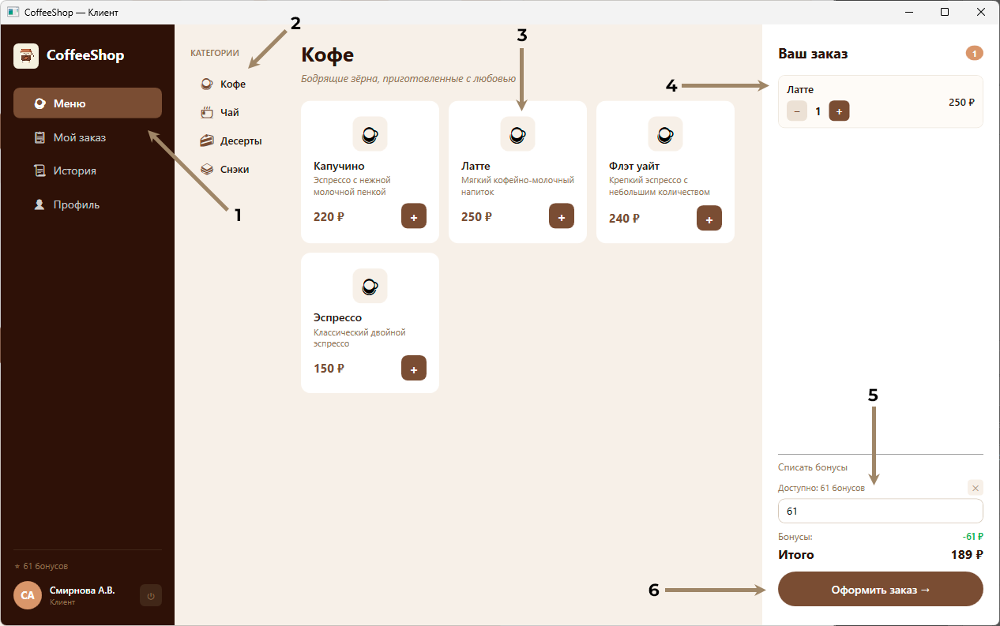 CoffeeShop — Клиент
CoffeeShop
Меню
Мой заказ
История
Профиль
1
★ 61 бонусов
СА
Смирнова А.В.
Клиент
2
КАТЕГОРИИ
Кофе
Чай
Десерты
Снэки
Кофе
Бодрящие зёрна, приготовленные с любовью
3
Капучино
Эспрессо с нежной
молочной пенкой
220 ₽
+
Латте
Мягкий кофейно-молочный
напиток
250 ₽
+
Флэт уайт
Крепкий эспрессо с
небольшим количеством
240 ₽
+
Эспрессо
Классический двойной
эспрессо
150 ₽
+
Ваш заказ
1
4
Латте
− 1 +
250 ₽
5
Списать бонусы
Доступно: 61 бонусов
×
61
Бонусы: -61 ₽
Итого 189 ₽
6
Оформить заказ →